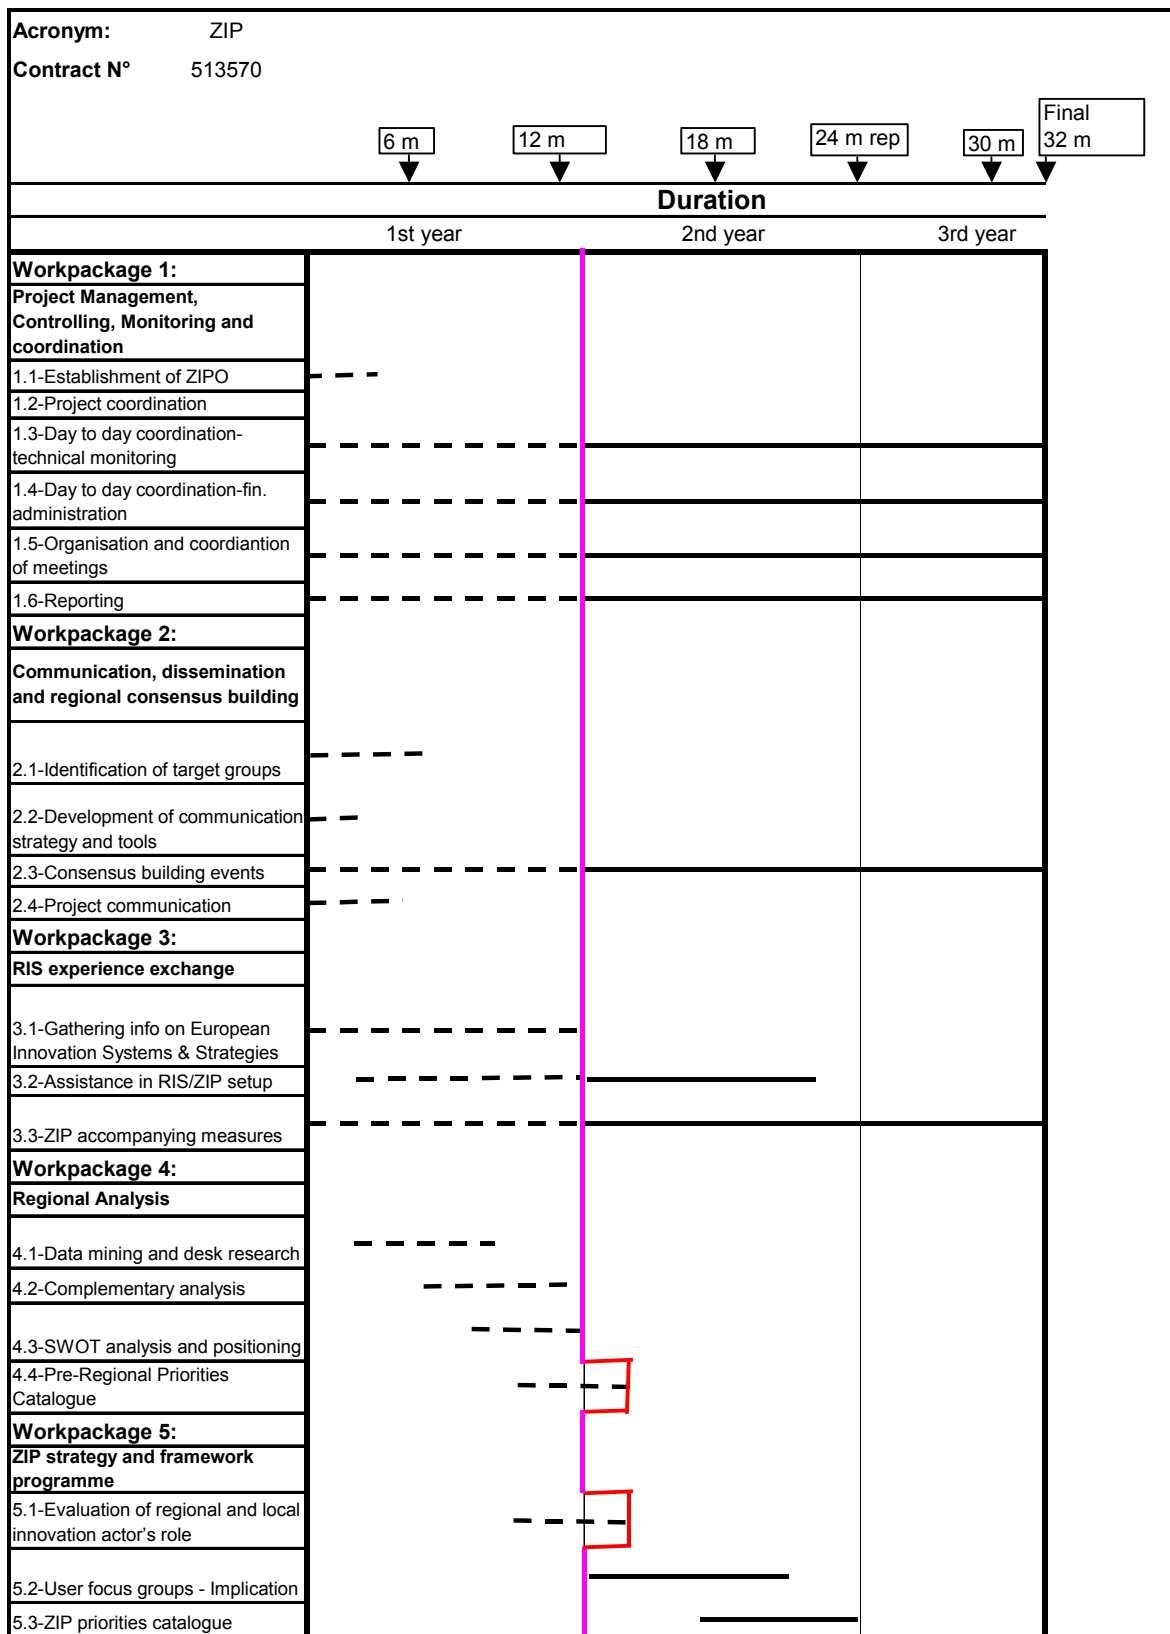 Acronym: ZIP
Contract N° 513570
6 m
12 m
18 m
24 m rep
30 m
Final
32 m
Duration
1st year
2nd year
3rd year
Workpackage 1:
Project Management,
Controlling, Monitoring and
coordination
1.1-Establishment of ZIPO
1.2-Project coordination
1.3-Day to day coordination-
technical monitoring
1.4-Day to day coordination-fin.
administration
1.5-Organisation and coordiantion
of meetings
1.6-Reporting
Workpackage 2:
Communication, dissemination
and regional consensus building
2.1-Identification of target groups
2.2-Development of communication
strategy and tools
2.3-Consensus building events
2.4-Project communication
Workpackage 3:
RIS experience exchange
3.1-Gathering info on European
Innovation Systems & Strategies
3.2-Assistance in RIS/ZIP setup
3.3-ZIP accompanying measures
Workpackage 4:
Regional Analysis
4.1-Data mining and desk research
4.2-Complementary analysis
4.3-SWOT analysis and positioning
4.4-Pre-Regional Priorities
Catalogue
Workpackage 5:
ZIP strategy and framework
programme
5.1-Evaluation of regional and local
innovation actor's role
5.2-User focus groups - Implication
5.3-ZIP priorities catalogue